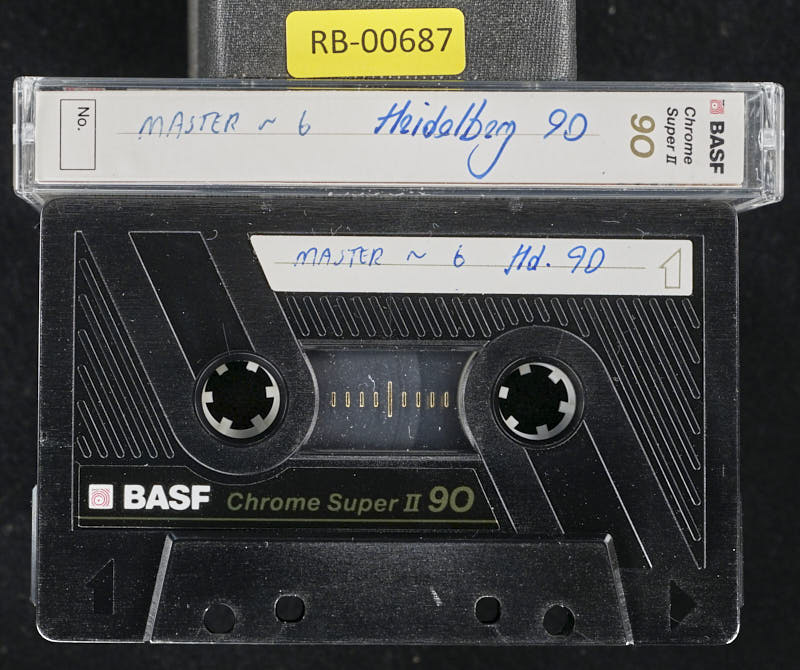 RB-00687
No.
MASTER ~ 6 Heidelberg 90
BASF
Chrome
Super II
90
MASTER ~ 6 Hd. 90
BASF Chrome Super II 90
1